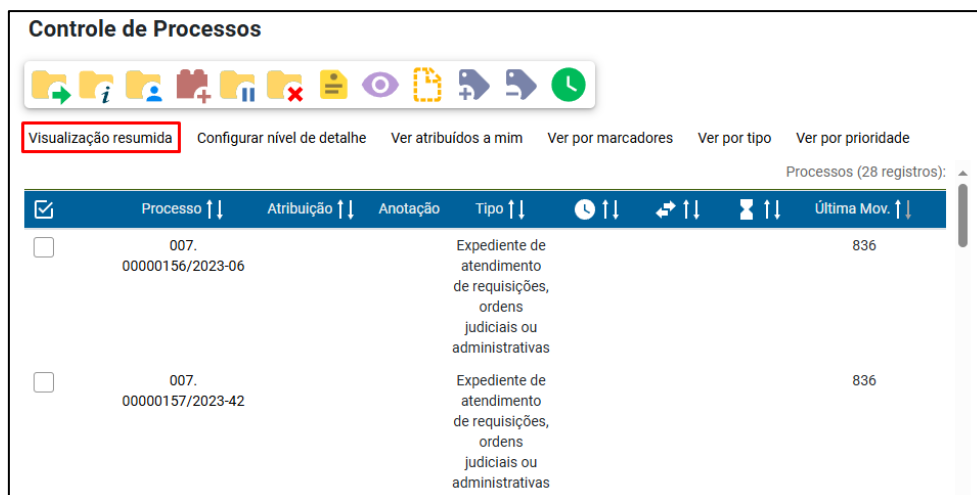 Controle de Processos
Visualização resumida Configurar nível de detalhe Ver atribuídos a mim Ver por marcadores Ver por tipo Ver por prioridade
Processos (28 registros):
Processo Atribuição Anotação Tipo Última Mov.
007.
00000156/2023-06
Expediente de
atendimento
de requisições,
ordens
judiciais ou
administrativas
836
007.
00000157/2023-42
Expediente de
atendimento
de requisições,
ordens
judiciais ou
administrativas
836